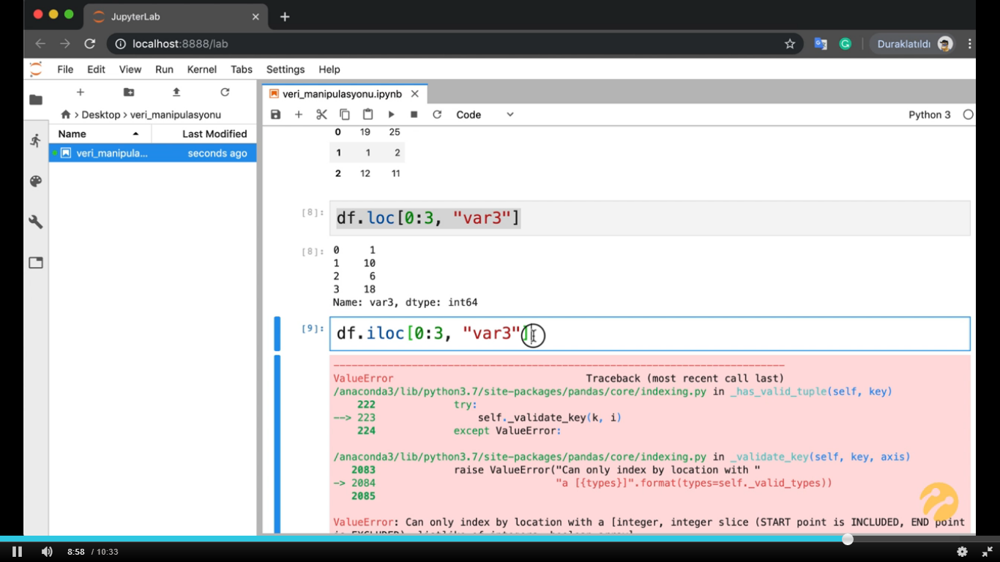 JupyterLab
localhost:8888/lab
Duraklatıldı
File Edit View Run Kernel Tabs Settings Help
veri_manipulasyonu.ipynb
Desktop > veri_manipulasyonu
Code
Python 3
Name Last Modified
veri_manipula... seconds ago
0 19 25
1 1 2
2 12 11
[8]: df.loc[0:3, "var3"]
[8]: 0 1
1 10
2 6
3 18
Name: var3, dtype: int64
[9]: df.iloc[0:3, "var3"]
---------------------------------------------------------------------------
ValueError Traceback (most recent call last)
/anaconda3/lib/python3.7/site-packages/pandas/core/indexing.py in _has_valid_tuple(self, key)
222 try:
--> 223 self._validate_key(k, i)
224 except ValueError:
/anaconda3/lib/python3.7/site-packages/pandas/core/indexing.py in _validate_key(self, key, axis)
2083 raise ValueError("Can only index by location with "
-> 2084 "a [{types}]".format(types=self._valid_types))
2085
ValueError: Can only index by location with a [integer, integer slice (START point is INCLUDED, END point
8:58 / 10:33